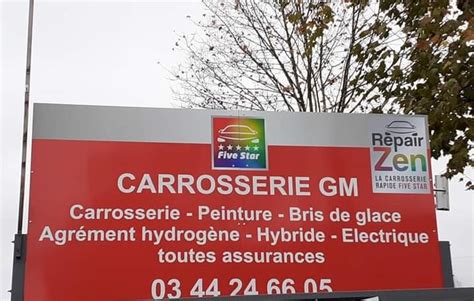 Five Star
Repair
Zen
LA CARROSSERIE
RAPIDE FIVE STAR
CARROSSERIE GM
Carrosserie - Peinture - Bris de glace
Agrément hydrogène - Hybride - Electrique
toutes assurances
03 44 24 66 05